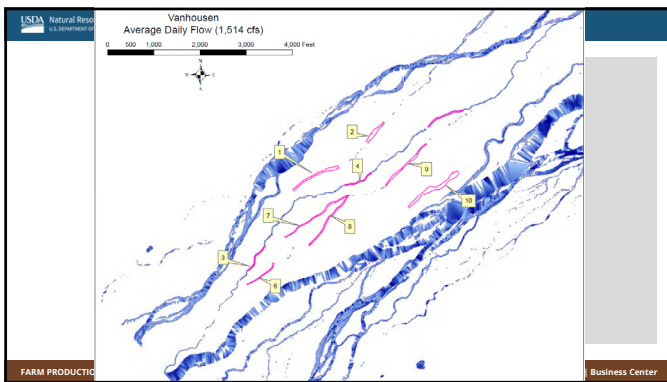 USDA Natural Reso
U.S. DEPARTMENT OF
Vanhousen
Average Daily Flow (1,514 cfs)
0 500 1,000 2,000 3,000 4,000 Feet
N
W E
S
2
1
4
9
10
7
8
3
6
FARM PRODUCTIO
| Business Center